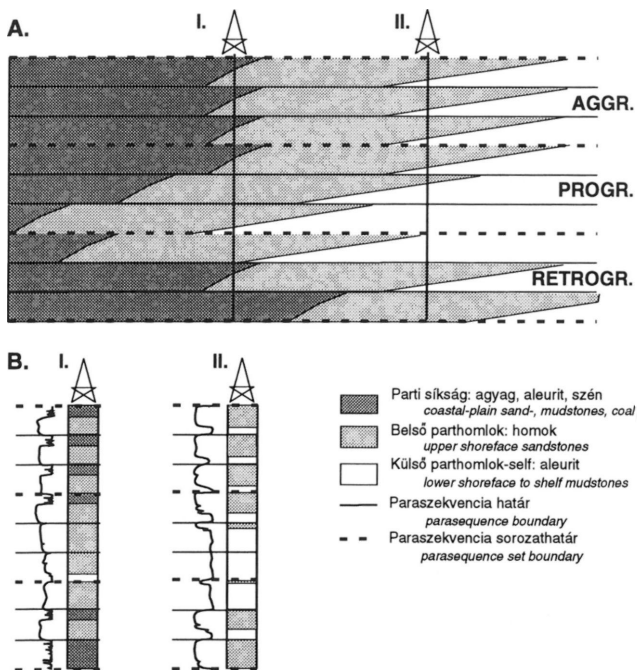 A.
I.
II.
AGGR.
PROGR.
RETROGR.
B.
I.
II.
Parti síkság: agyag, aleurit, szén
coastal-plain sand-, mudstones, coal
Belső parthomlok: homok
upper shoreface sandstones
Külső parthomlok-self: aleurit
lower shoreface to shelf mudstones
Paraszekvencia határ
parasequence boundary
Paraszekvencia sorozathatár
parasequence set boundary